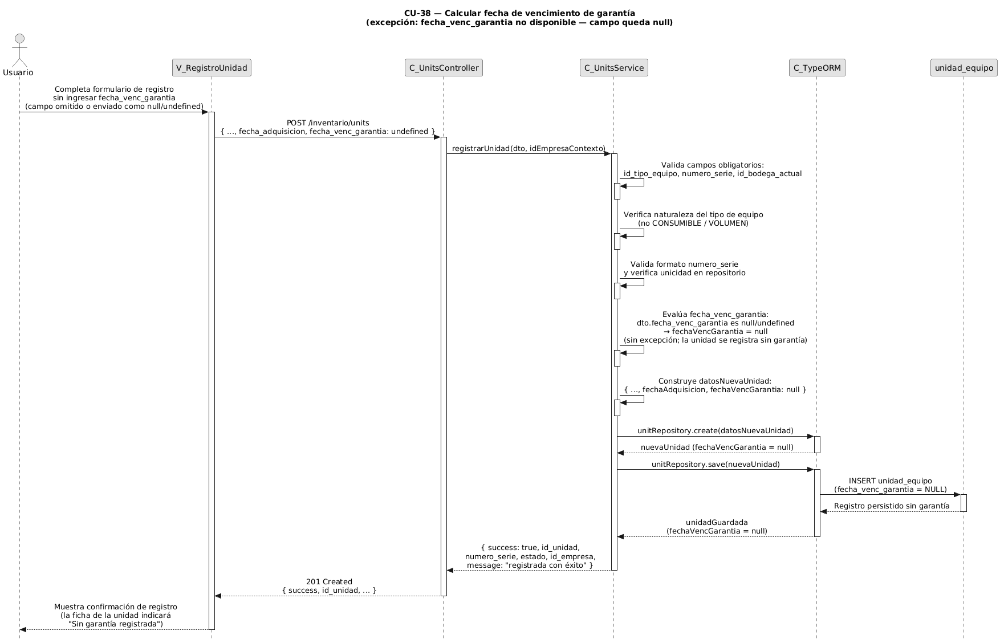 CU-38 — Calcular fecha de vencimiento de garantía
(excepción: fecha_venc_garantia no disponible — campo queda null)
Usuario
V_RegistroUnidad
C_UnitsController
C_UnitsService
C_TypeORM
unidad_equipo
Completa formulario de registro
sin ingresar fecha_venc_garantia
(campo omitido o enviado como null/undefined)
POST /inventario/units
{ ..., fecha_adquisicion, fecha_venc_garantia: undefined }
registrarUnidad(dto, idEmpresaContexto)
Valida campos obligatorios:
id_tipo_equipo, numero_serie, id_bodega_actual
Verifica naturaleza del tipo de equipo
(no CONSUMIBLE / VOLUMEN)
Valida formato numero_serie
y verifica unicidad en repositorio
Evalúa fecha_venc_garantia:
dto.fecha_venc_garantia es null/undefined
→ fechaVencGarantia = null
(sin excepción; la unidad se registra sin garantía)
Construye datosNuevaUnidad:
{ ..., fechaAdquisicion, fechaVencGarantia: null }
unitRepository.create(datosNuevaUnidad)
nuevaUnidad (fechaVencGarantia = null)
unitRepository.save(nuevaUnidad)
INSERT unidad_equipo
(fecha_venc_garantia = NULL)
Registro persistido sin garantía
unidadGuardada
(fechaVencGarantia = null)
{ success: true, id_unidad,
numero_serie, estado, id_empresa,
message: "registrada con éxito" }
201 Created
{ success, id_unidad, ... }
Muestra confirmación de registro
(la ficha de la unidad indicará
"Sin garantía registrada")